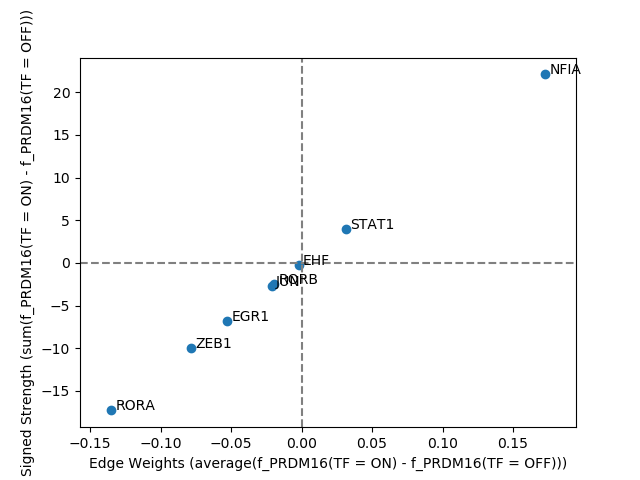 Signed Strength (sum(f_PRDM16(TF = ON) - f_PRDM16(TF = OFF)))
20
15
10
5
0
−5
−10
−15
NFIA
STAT1
EHF
RORB
JUN
EGR1
ZEB1
RORA
−0.15
−0.10
−0.05
0.00
0.05
0.10
0.15
Edge Weights (average(f_PRDM16(TF = ON) - f_PRDM16(TF = OFF)))